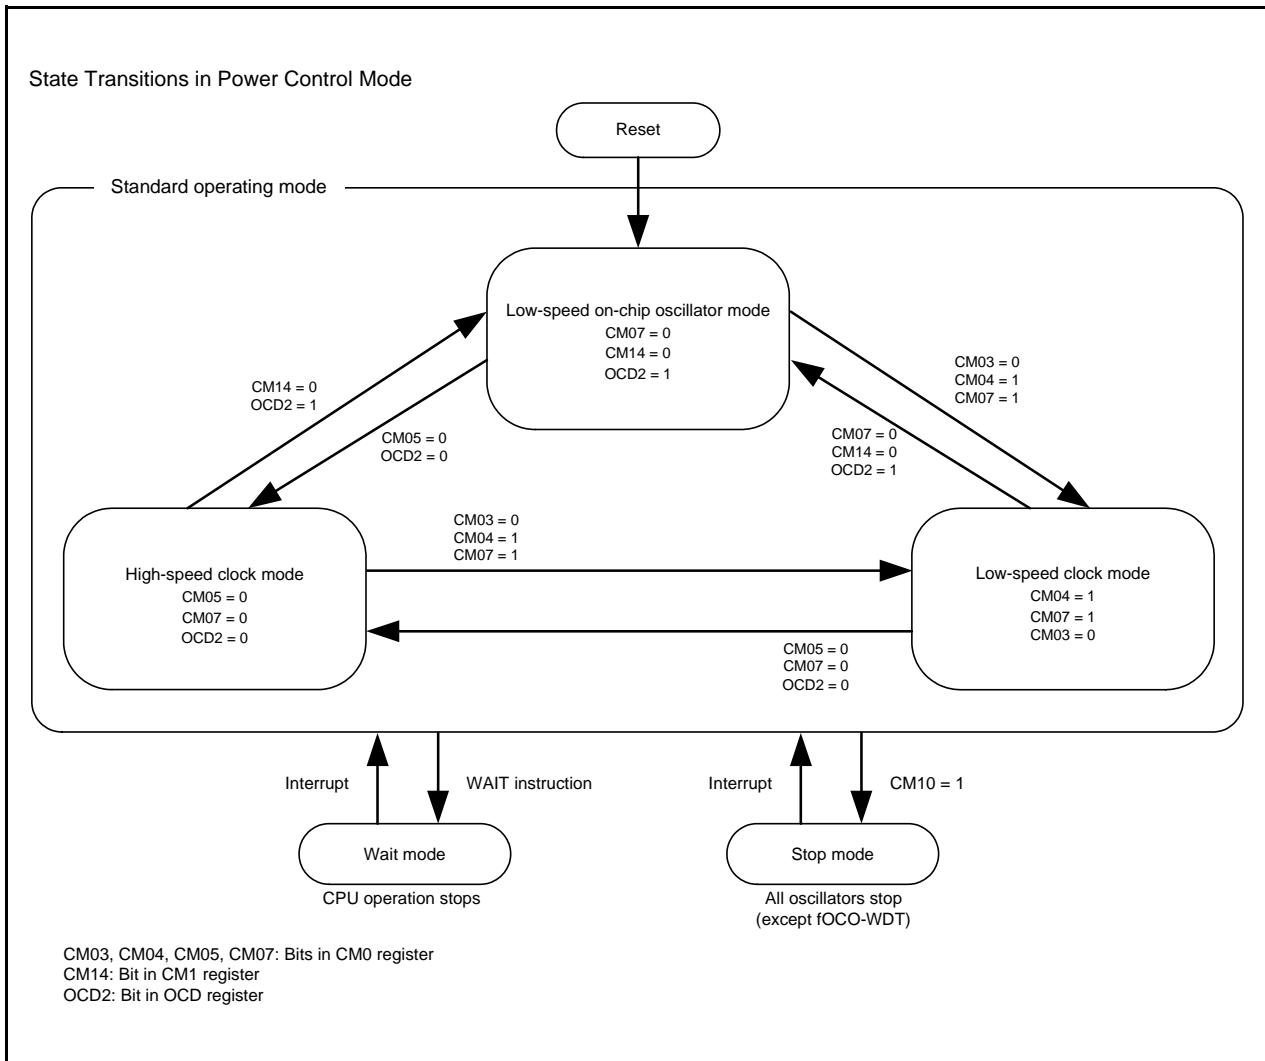 State Transitions in Power Control Mode
Reset
Standard operating mode
Low-speed on-chip oscillator mode
CM07 = 0
CM14 = 0
OCD2 = 1
CM14 = 0
OCD2 = 1
CM05 = 0
OCD2 = 0
CM03 = 0
CM04 = 1
CM07 = 1
CM07 = 0
CM14 = 0
OCD2 = 1
High-speed clock mode
CM05 = 0
CM07 = 0
OCD2 = 0
CM03 = 0
CM04 = 1
CM07 = 1
Low-speed clock mode
CM04 = 1
CM07 = 1
CM03 = 0
CM05 = 0
CM07 = 0
OCD2 = 0
Interrupt
WAIT instruction
Interrupt
CM10 = 1
Wait mode
CPU operation stops
Stop mode
All oscillators stop
(except fOCO-WDT)
CM03, CM04, CM05, CM07: Bits in CM0 register
CM14: Bit in CM1 register
OCD2: Bit in OCD register